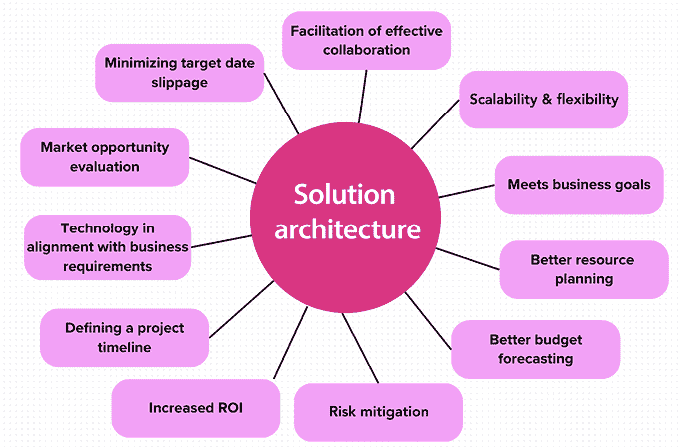 Facilitation of effective
collaboration
Minimizing target date
slippage
Scalability & flexibility
Market opportunity
evaluation
Meets business goals
Solution
architecture
Technology in
alignment with business
requirements
Better resource
planning
Defining a project
timeline
Better budget
forecasting
Increased ROI
Risk mitigation